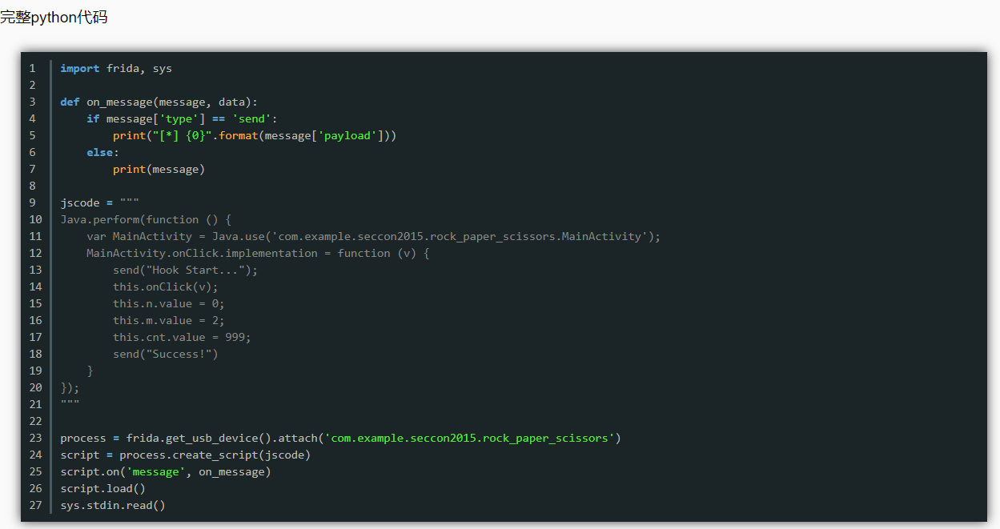 完整python代码
1 import frida, sys
2
3 def on_message(message, data):
4     if message['type'] == 'send':
5         print("[*] {0}".format(message['payload']))
6     else:
7         print(message)
8
9 jscode = """
10 Java.perform(function () {
11     var MainActivity = Java.use('com.example.seccon2015.rock_paper_scissors.MainActivity');
12     MainActivity.onClick.implementation = function (v) {
13         send("Hook Start...");
14         this.onClick(v);
15         this.n.value = 0;
16         this.m.value = 2;
17         this.cnt.value = 999;
18         send("Success!")
19     }
20 });
21 """
22
23 process = frida.get_usb_device().attach('com.example.seccon2015.rock_paper_scissors')
24 script = process.create_script(jscode)
25 script.on('message', on_message)
26 script.load()
27 sys.stdin.read()